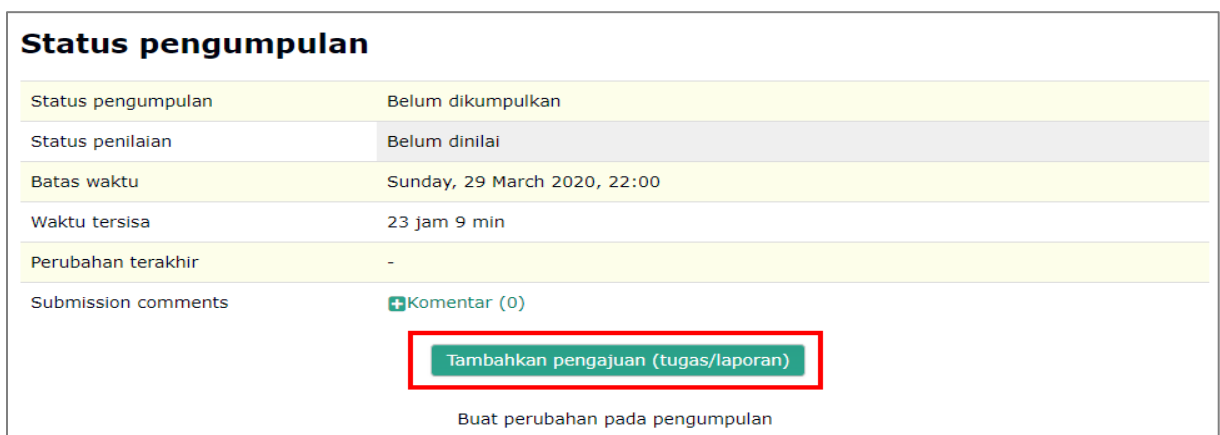 Status pengumpulan
Status pengumpulan Belum dikumpulkan
Status penilaian Belum dinilai
Batas waktu Sunday, 29 March 2020, 22:00
Waktu tersisa 23 jam 9 min
Perubahan terakhir -
Submission comments Komentar (0)
Tambahkan pengajuan (tugas/laporan)
Buat perubahan pada pengumpulan